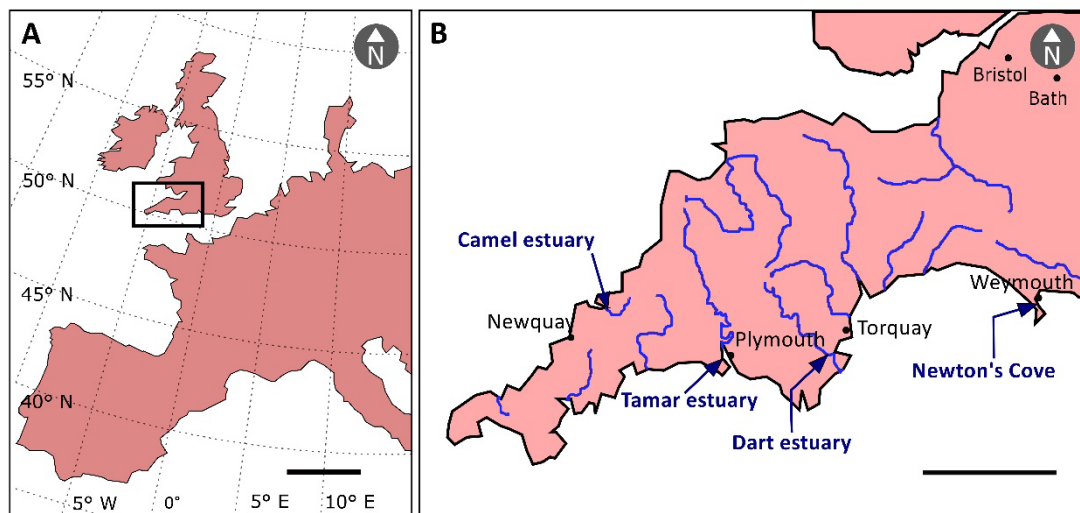 A
N
55° N
50° N
45° N
40° N
5° W
0°
5° E
10° E
B
N
Bristol
Bath
Camel estuary
Newquay
Weymouth
Plymouth
Torquay
Tamar estuary
Newton's Cove
Dart estuary